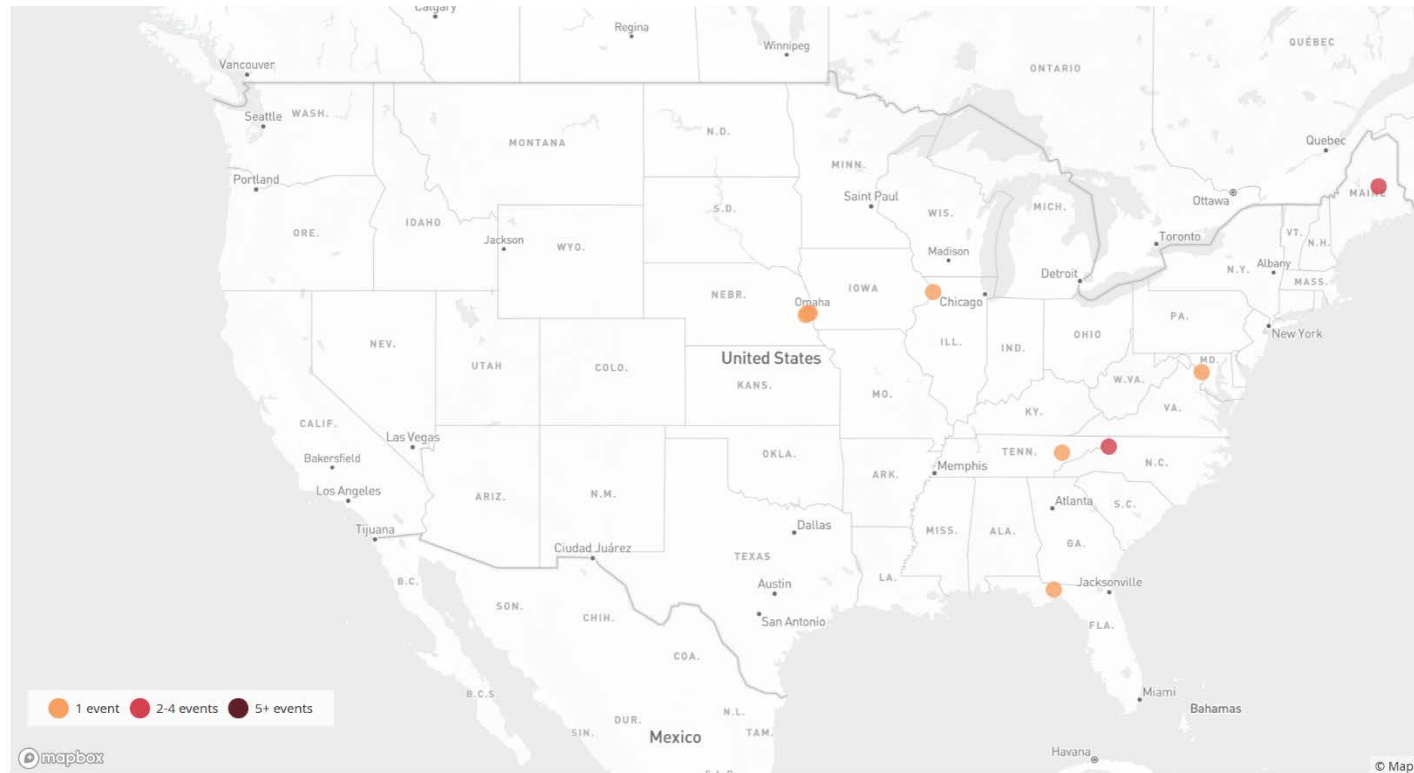 Calgary
Regina
Winnipeg
QUÉBEC
Vancouver
ONTARIO
Seattle
WASH.
N.D.
MONTANA
Quebec
MINN.
Portland
Saint Paul
MAINE
Ottawa
IDAHO
S.D.
WIS.
MICH.
ORE.
Jackson
WYO.
Madison
Toronto
VT.
N.H.
Albany
Detroit
N.Y.
MASS.
NEBR.
Omaha
IOWA
Chicago
PA.
New York
NEV.
OHIO
ILL.
IND.
United States
UTAH
COLO.
MD.
KANS.
W.VA.
MO.
VA.
KY.
CALIF.
Las Vegas
Bakersfield
OKLA.
TENN.
N.C.
Memphis
ARK.
Los Angeles
ARIZ.
N.M.
Atlanta
S.C.
Tijuana
Dallas
MISS.
ALA.
GA.
Ciudad Juárez
TEXAS
B.C.
LA.
Jacksonville
Austin
SON.
CHIH.
San Antonio
FLA.
COA.
B.C.S.
Miami
1 event 2-4 events 5+ events
Bahamas
DUR.
N.L.
SIN.
Mexico
TAM.
Havana
mapbox
© Map